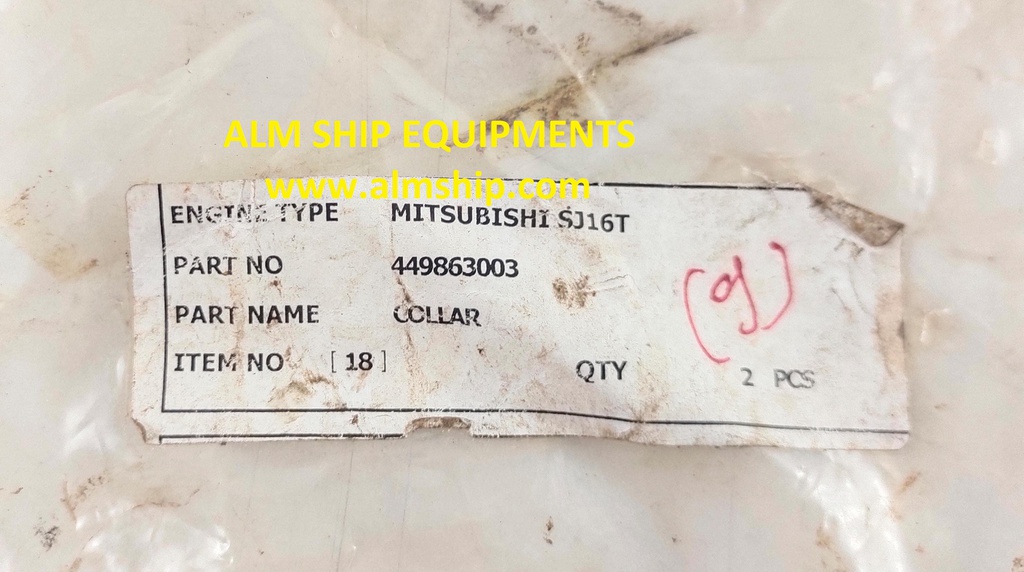 ALM SHIP EQUIPMENTS
www.almship.com
ENGINE TYPE MITSUBISHI SJ16T
PART NO 449863003
PART NAME COLLAR
ITEM NO [ 18 ] QTY 2 PCS